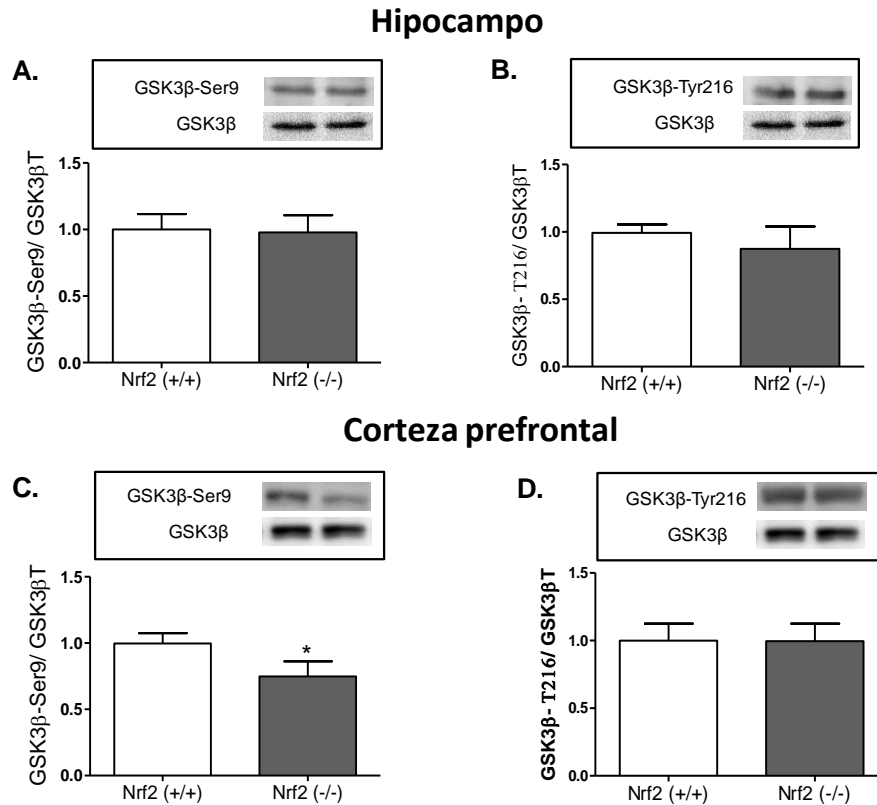 Hipocampo
A.
GSK3β-Ser9
GSK3β
GSK3β-Ser9/ GSK3βT
1.5
1.0
0.5
0.0
Nrf2 (+/+)
Nrf2 (-/-)
B.
GSK3β-Tyr216
GSK3β
GSK3β- T216/ GSK3βT
1.5
1.0
0.5
0.0
Nrf2 (+/+)
Nrf2 (-/-)
Corteza prefrontal
C.
GSK3β-Ser9
GSK3β
GSK3β-Ser9/ GSK3βT
1.5
1.0
0.5
0.0
*
Nrf2 (+/+)
Nrf2 (-/-)
D.
GSK3β-Tyr216
GSK3β
GSK3β- T216/ GSK3βT
1.5
1.0
0.5
0.0
Nrf2 (+/+)
Nrf2 (-/-)